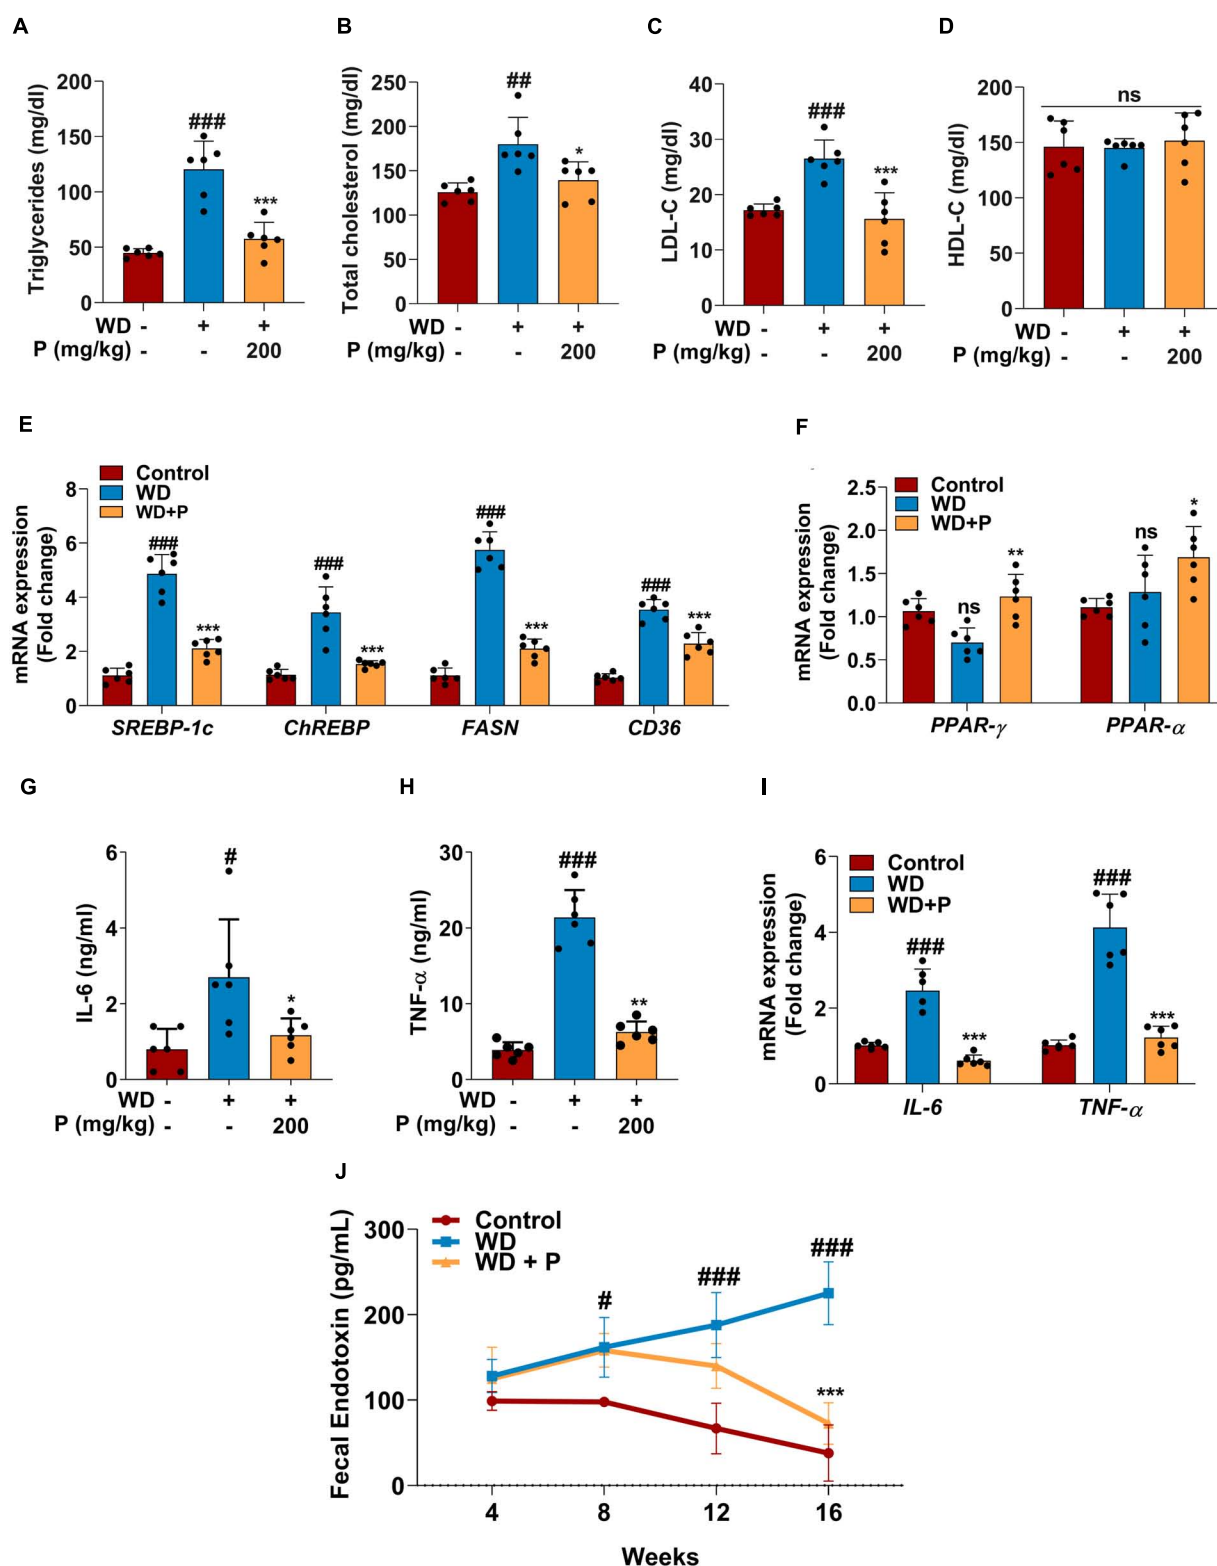 A
Triglycerides (mg/dl)
200
150
100
50
0
###
***
WD - + +
P (mg/kg) - - 200
B
Total cholesterol (mg/dl)
250
200
150
100
50
0
##
*
WD - + +
P (mg/kg) - - 200
C
LDL-C (mg/dl)
40
30
20
10
0
###
***
WD - + +
P (mg/kg) - - 200
D
HDL-C (mg/dl)
200
150
100
50
0
ns
WD - + +
P (mg/kg) - - 200
E
mRNA expression
(Fold change)
8
6
4
2
0
Control
WD
WD+P
###
***
###
***
###
***
###
***
SREBP-1c ChREBP FASN CD36
F
mRNA expression
(Fold change)
2.5
2.0
1.5
1.0
0.5
0.0
Control
WD
WD+P
ns
**
ns
*
PPAR-γ PPAR-α
G
IL-6 (ng/ml)
6
4
2
0
#
*
WD - + +
P (mg/kg) - - 200
H
TNF-α (ng/ml)
30
20
10
0
###
**
WD - + +
P (mg/kg) - - 200
I
mRNA expression
(Fold change)
6
4
2
0
Control
WD
WD+P
###
***
###
***
IL-6 TNF-α
J
Fecal Endotoxin (pg/mL)
300
200
100
0
Control
WD
WD + P
#
###
###
***
4 8 12 16
Weeks